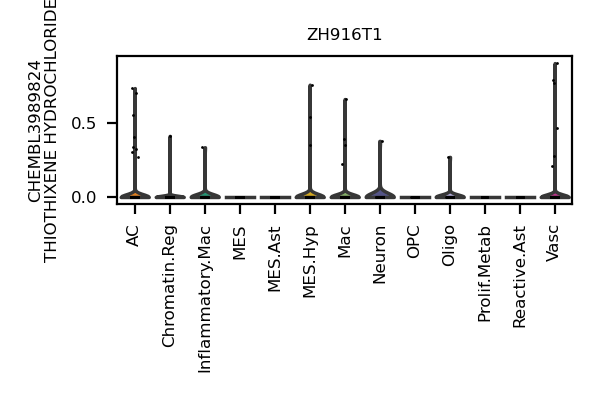 ZH916T1
CHEMBL3989824
THIOTHIXENE HYDROCHLORIDE
0.5
0.0
AC
Chromatin.Reg
Inflammatory.Mac
MES
MES.Ast
MES.Hyp
Mac
Neuron
OPC
Oligo
Prolif.Metab
Reactive.Ast
Vasc